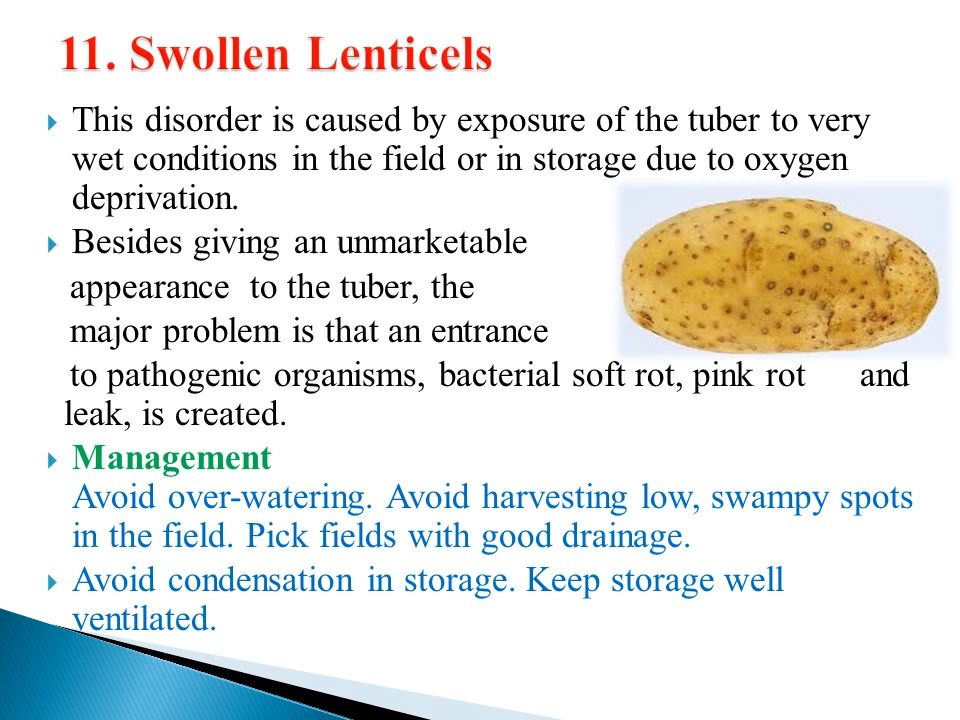 11. Swollen Lenticels
This disorder is caused by exposure of the tuber to very
wet conditions in the field or in storage due to oxygen
deprivation.
Besides giving an unmarketable
appearance to the tuber, the
major problem is that an entrance
to pathogenic organisms, bacterial soft rot, pink rot and
leak, is created.
Management
Avoid over-watering. Avoid harvesting low, swampy spots
in the field. Pick fields with good drainage.
Avoid condensation in storage. Keep storage well
ventilated.